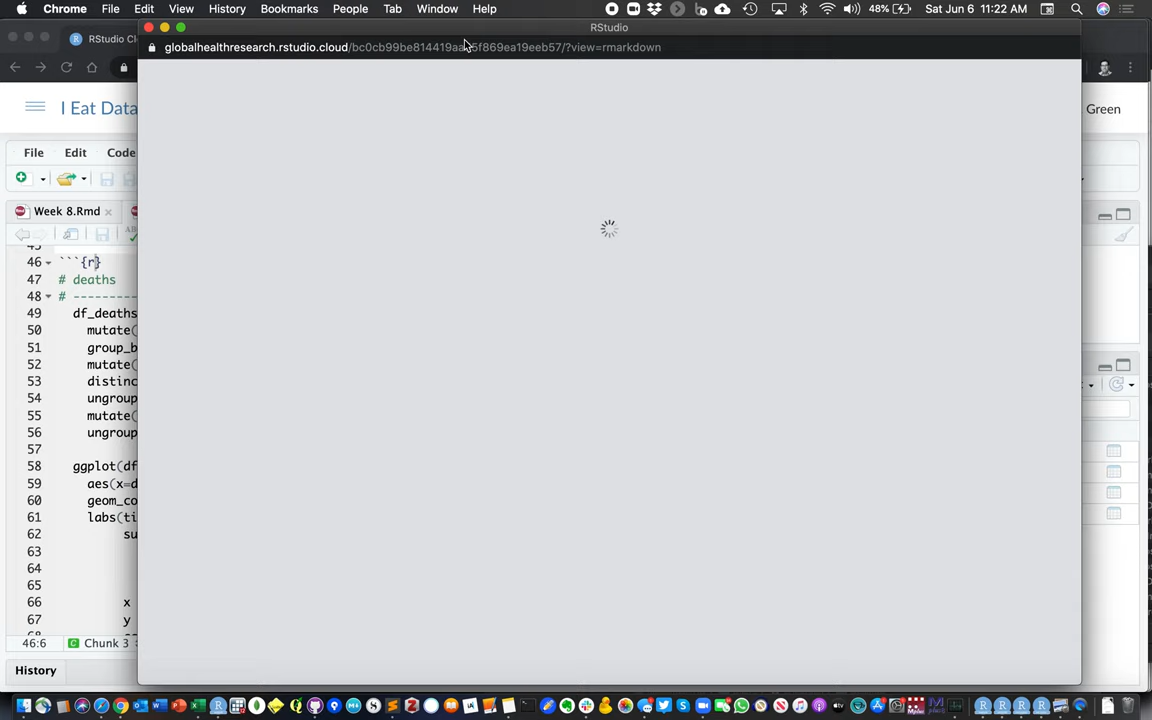 Chrome File Edit View History Bookmarks People Tab Window Help 48% Sat Jun 6 11:22 AM
RStudio
RStudio Cl
globalhealthresearch.rstudio.cloud/
?view=rmarkdown
I Eat Data
Green
File Edit Code
Week 8.Rmd
46 ```{r}
47 # deaths
48 # ---------
49 df_deaths
50 mutate(
51 group_b
52 mutate(
53 distinc
54 ungroup
55 mutate(
56 ungroup
57
58 ggplot(df
59 aes(x=d
60 geom_co
61 labs(ti
62 su
63
64
65
66 x
67 y
46:6 Chunk 3
History